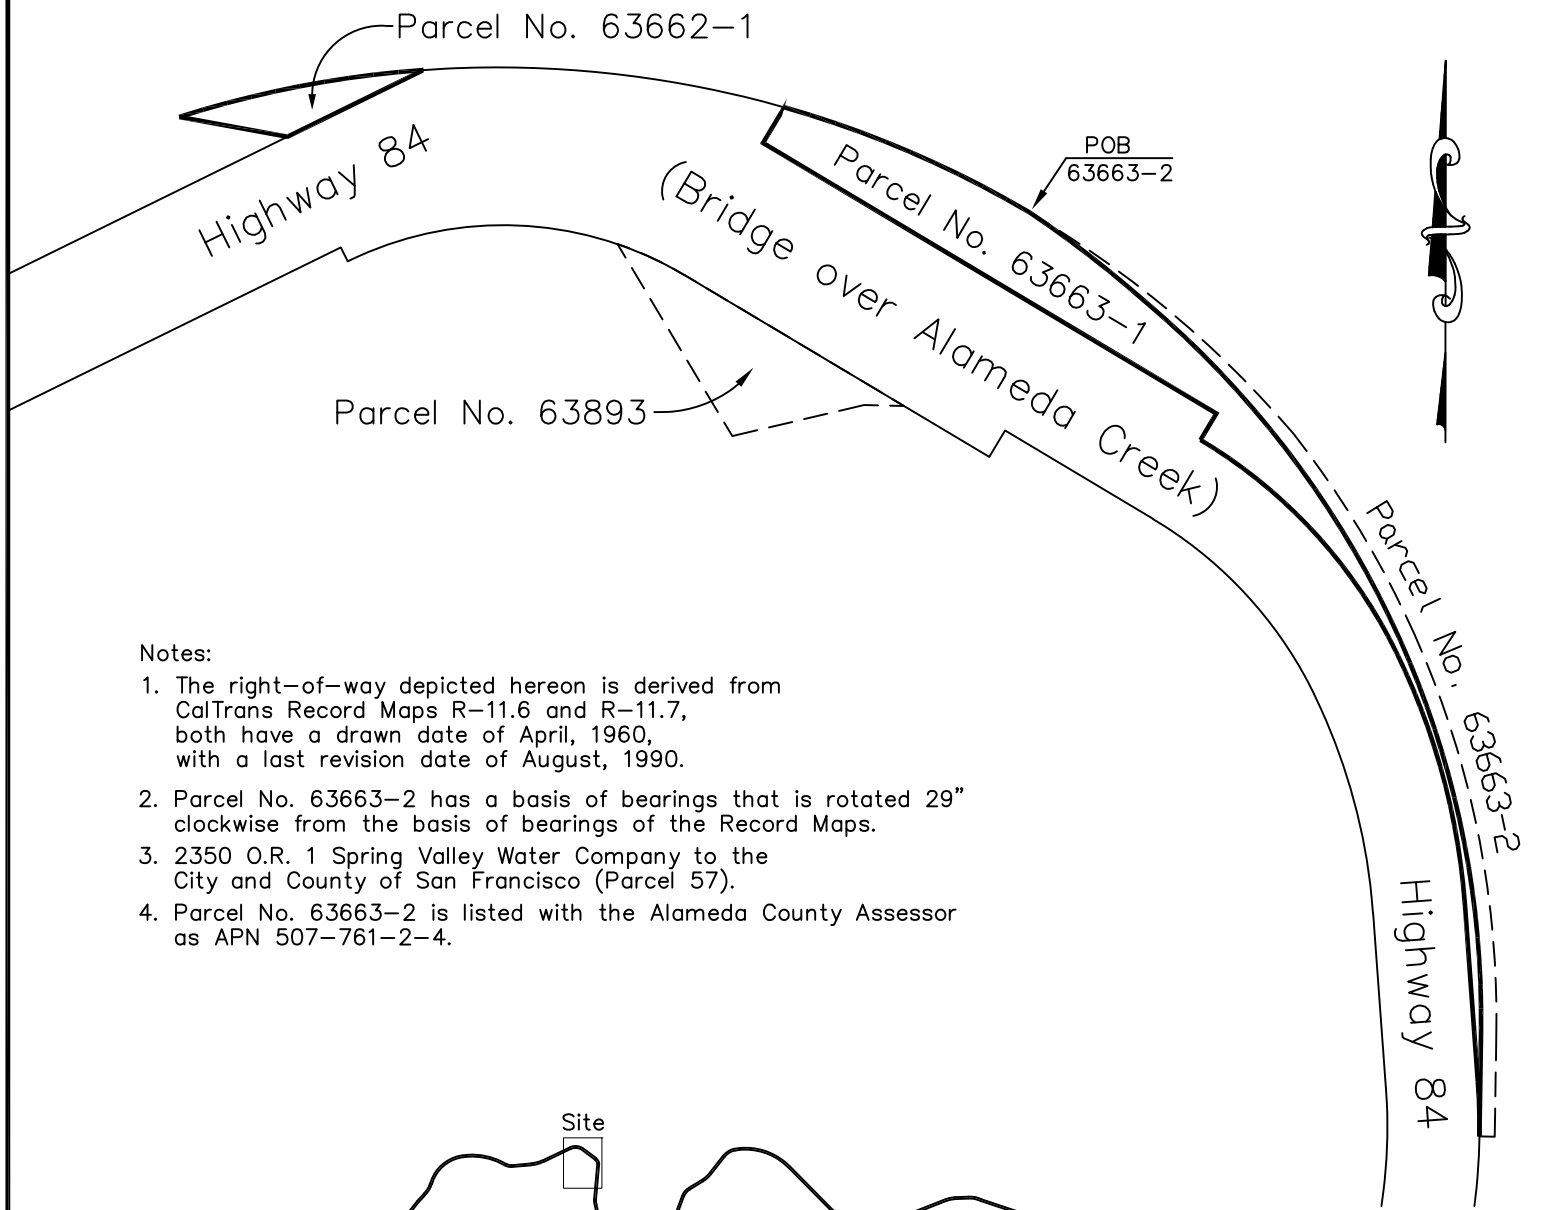 Parcel No. 63662-1
Highway 84
(Bridge over Alameda Creek)
Parcel No. 63663-1
POB
63663-2
Parcel No. 63893
Parcel No. 63663-2
Highway 84
Notes:
1. The right-of-way depicted hereon is derived from
CalTrans Record Maps R-11.6 and R-11.7,
both have a drawn date of April, 1960,
with a last revision date of August, 1990.
2. Parcel No. 63663-2 has a basis of bearings that is rotated 29"
clockwise from the basis of bearings of the Record Maps.
3. 2350 O.R. 1 Spring Valley Water Company to the
City and County of San Francisco (Parcel 57).
4. Parcel No. 63663-2 is listed with the Alameda County Assessor
as APN 507-761-2-4.
Site